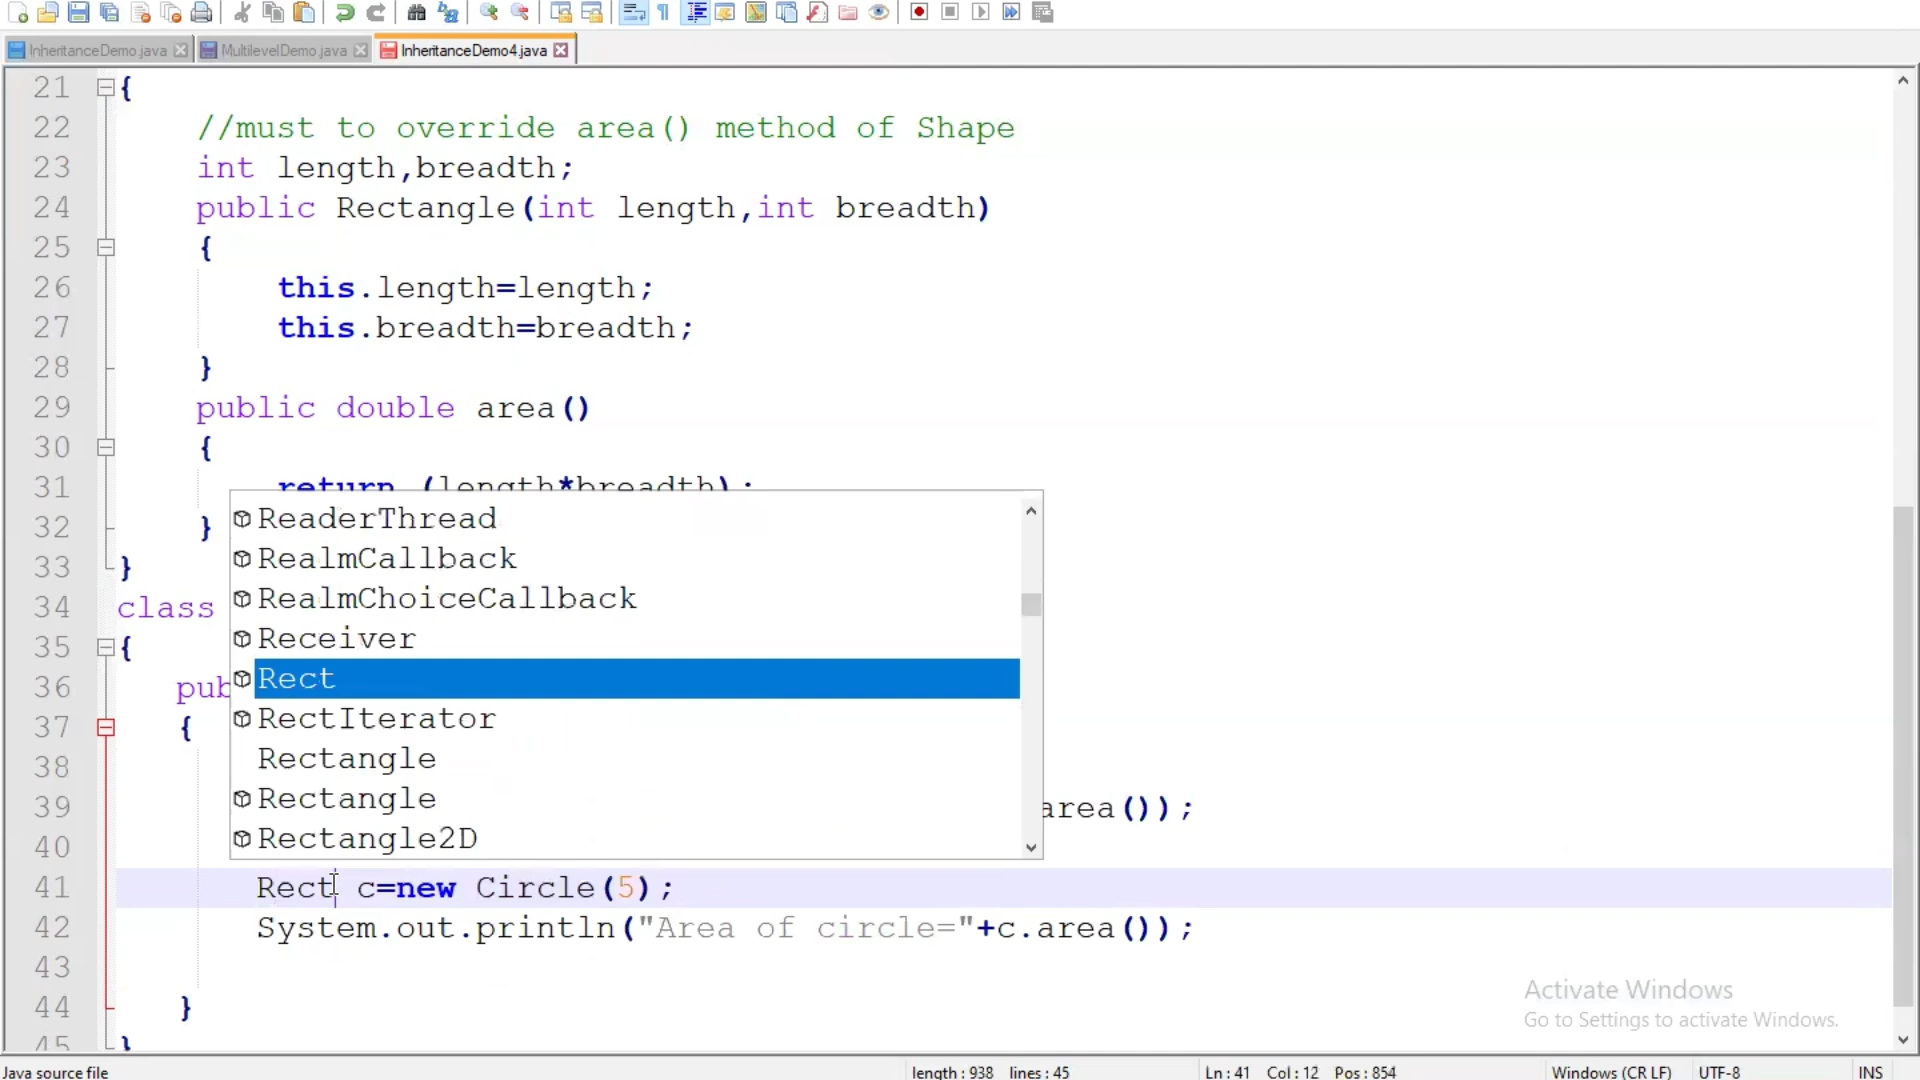 InheritanceDemo.java MultilevelDemo.java InheritanceDemo4.java
21 {
22 //must to override area() method of Shape
23 int length,breadth;
24 public Rectangle(int length,int breadth)
25 {
26 this.length=length;
27 this.breadth=breadth;
28 }
29 public double area()
30 {
31 return (length*breadth);
32 }
33 }
34 class
35 {
36 pub
37 {
38
39 area());
40
ReaderThread
RealmCallback
RealmChoiceCallback
Receiver
Rect
RectIterator
Rectangle
Rectangle
Rectangle2D
41 Rect c=new Circle(5);
42 System.out.println("Area of circle="+c.area());
43
44 }
45 }
Activate Windows
Go to Settings to activate Windows.
Java source file length : 938 lines : 45 Ln : 41 Col : 12 Pos : 854 Windows (CR LF) UTF-8 INS